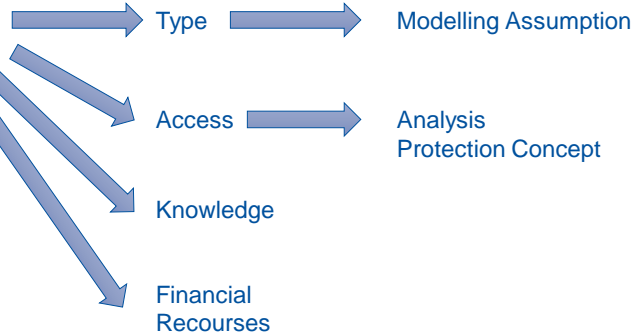 Type
Modelling Assumption
Access
Analysis
Protection Concept
Knowledge
Financial
Recourses